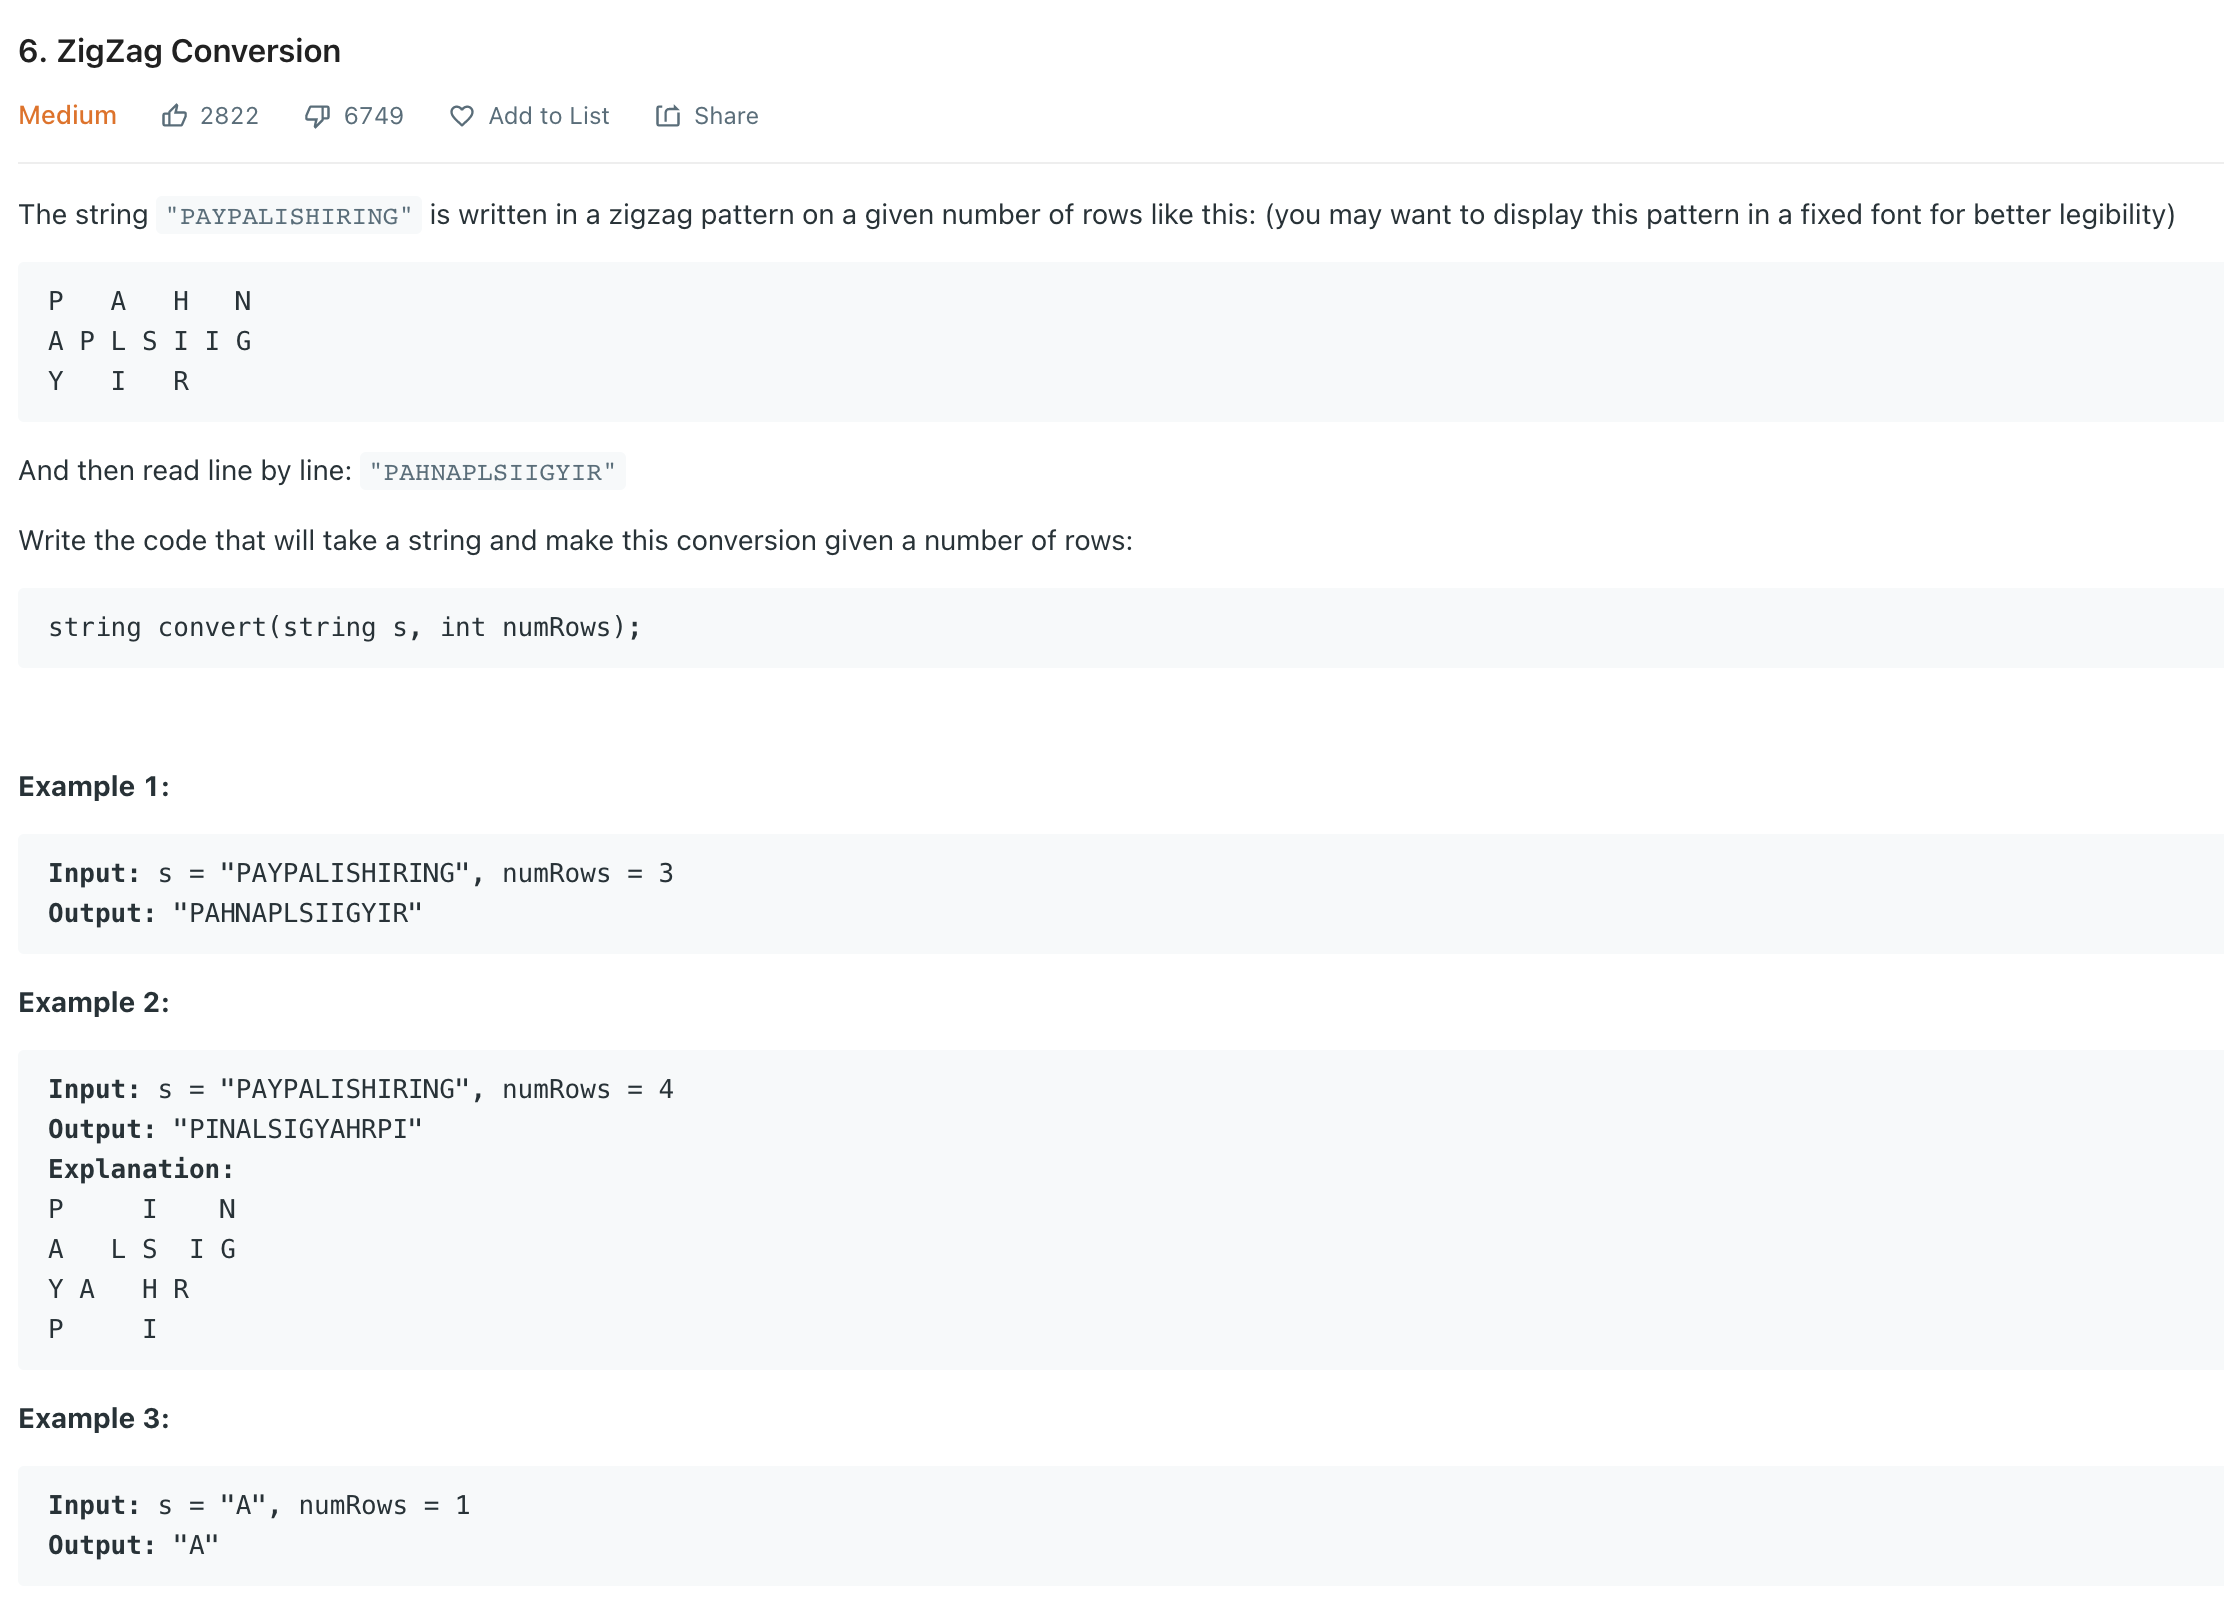 6. ZigZag Conversion
Medium 2822 6749 Add to List Share
The string "PAYPALISHIRING" is written in a zigzag pattern on a given number of rows like this: (you may want to display this pattern in a fixed font for better legibility)
P   A   H   N
A P L S I I G
Y   I   R
And then read line by line: "PAHNAPLSIIGYIR"
Write the code that will take a string and make this conversion given a number of rows:
string convert(string s, int numRows);
Example 1:
Input: s = "PAYPALISHIRING", numRows = 3
Output: "PAHNAPLSIIGYIR"
Example 2:
Input: s = "PAYPALISHIRING", numRows = 4
Output: "PINALSIGYAHRPI"
Explanation:
P     I    N
A   L S  I G
Y A   H R
P     I
Example 3:
Input: s = "A", numRows = 1
Output: "A"